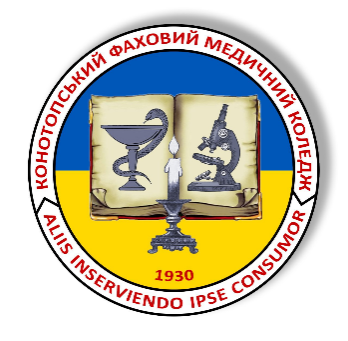 КОНОТОПСЬКИЙ ФАХОВИЙ МЕДИЧНИЙ КОЛЕДЖ
1930
ALIIS INSERVIENDO IPSE CONSUMOR